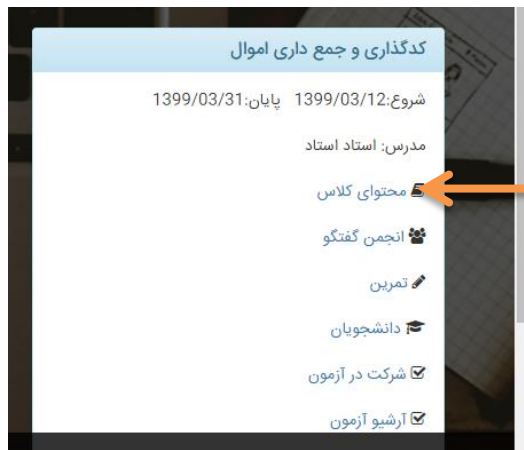 کدگذاری و جمع داری اموال
شروع:1399/03/12 پایان:1399/03/31
مدرس: استاد استاد
محتوای کلاس
انجمن گفتگو
تمرین
دانشجویان
شرکت در آزمون
آرشیو آزمون